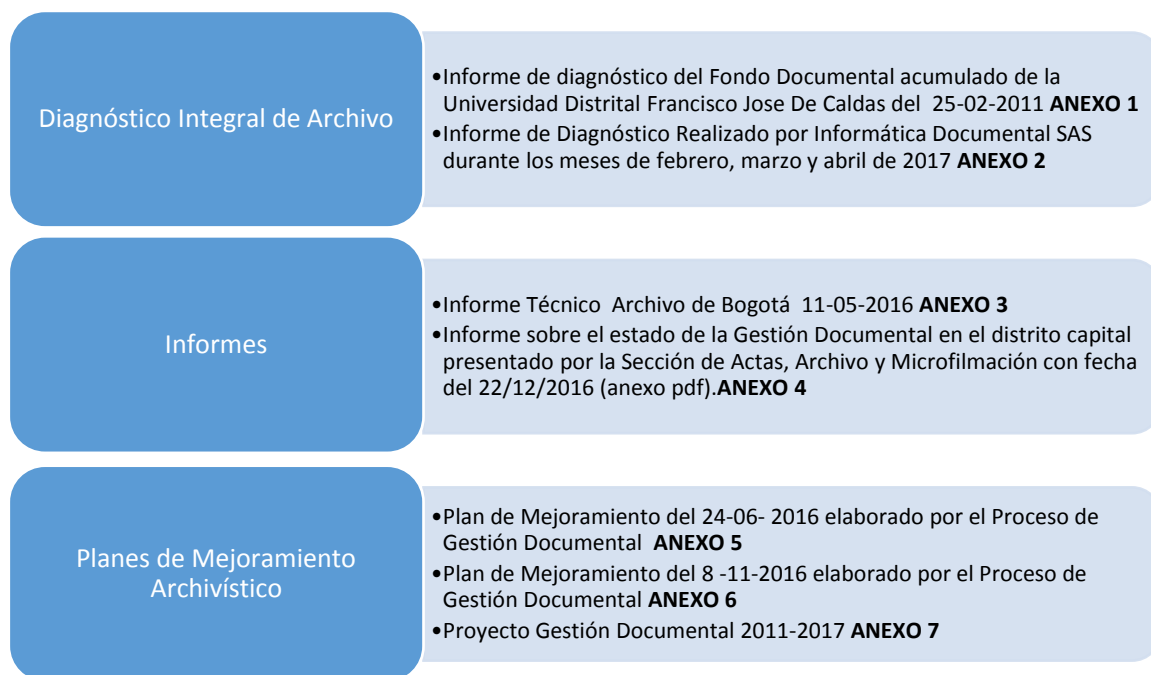 Diagnóstico Integral de Archivo
•Informe de diagnóstico del Fondo Documental acumulado de la
Universidad Distrital Francisco Jose De Caldas del 25-02-2011 ANEXO 1
•Informe de Diagnóstico Realizado por Informática Documental SAS
durante los meses de febrero, marzo y abril de 2017 ANEXO 2
Informes
•Informe Técnico Archivo de Bogotá 11-05-2016 ANEXO 3
•Informe sobre el estado de la Gestión Documental en el distrito capital
presentado por la Sección de Actas, Archivo y Microfilmación con fecha
del 22/12/2016 (anexo pdf).ANEXO 4
Planes de Mejoramiento
Archivístico
•Plan de Mejoramiento del 24-06- 2016 elaborado por el Proceso de
Gestión Documental ANEXO 5
•Plan de Mejoramiento del 8 -11-2016 elaborado por el Proceso de
Gestión Documental ANEXO 6
•Proyecto Gestión Documental 2011-2017 ANEXO 7